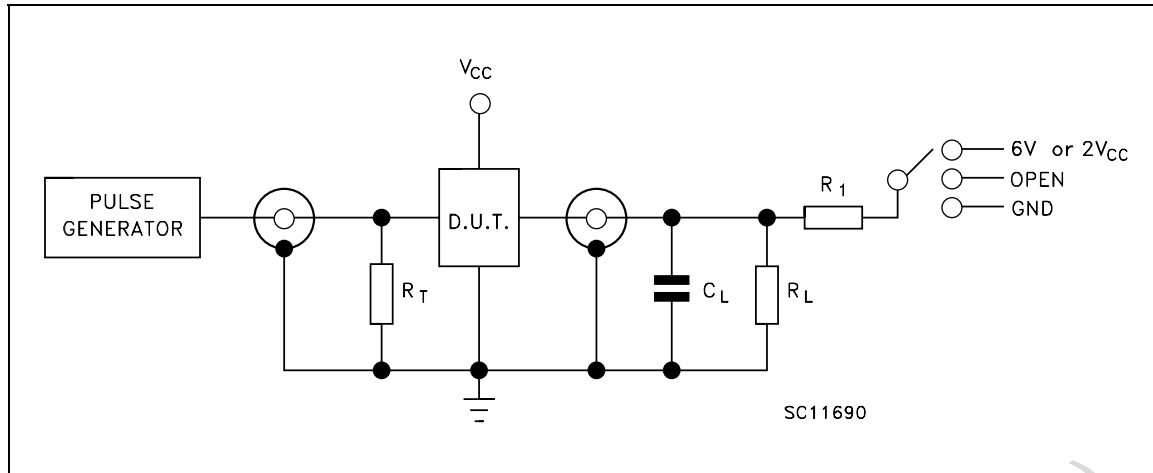 VCC
PULSE
GENERATOR
D.U.T.
RT
CL
RL
R1
6V or 2VCC
OPEN
GND
SC11690